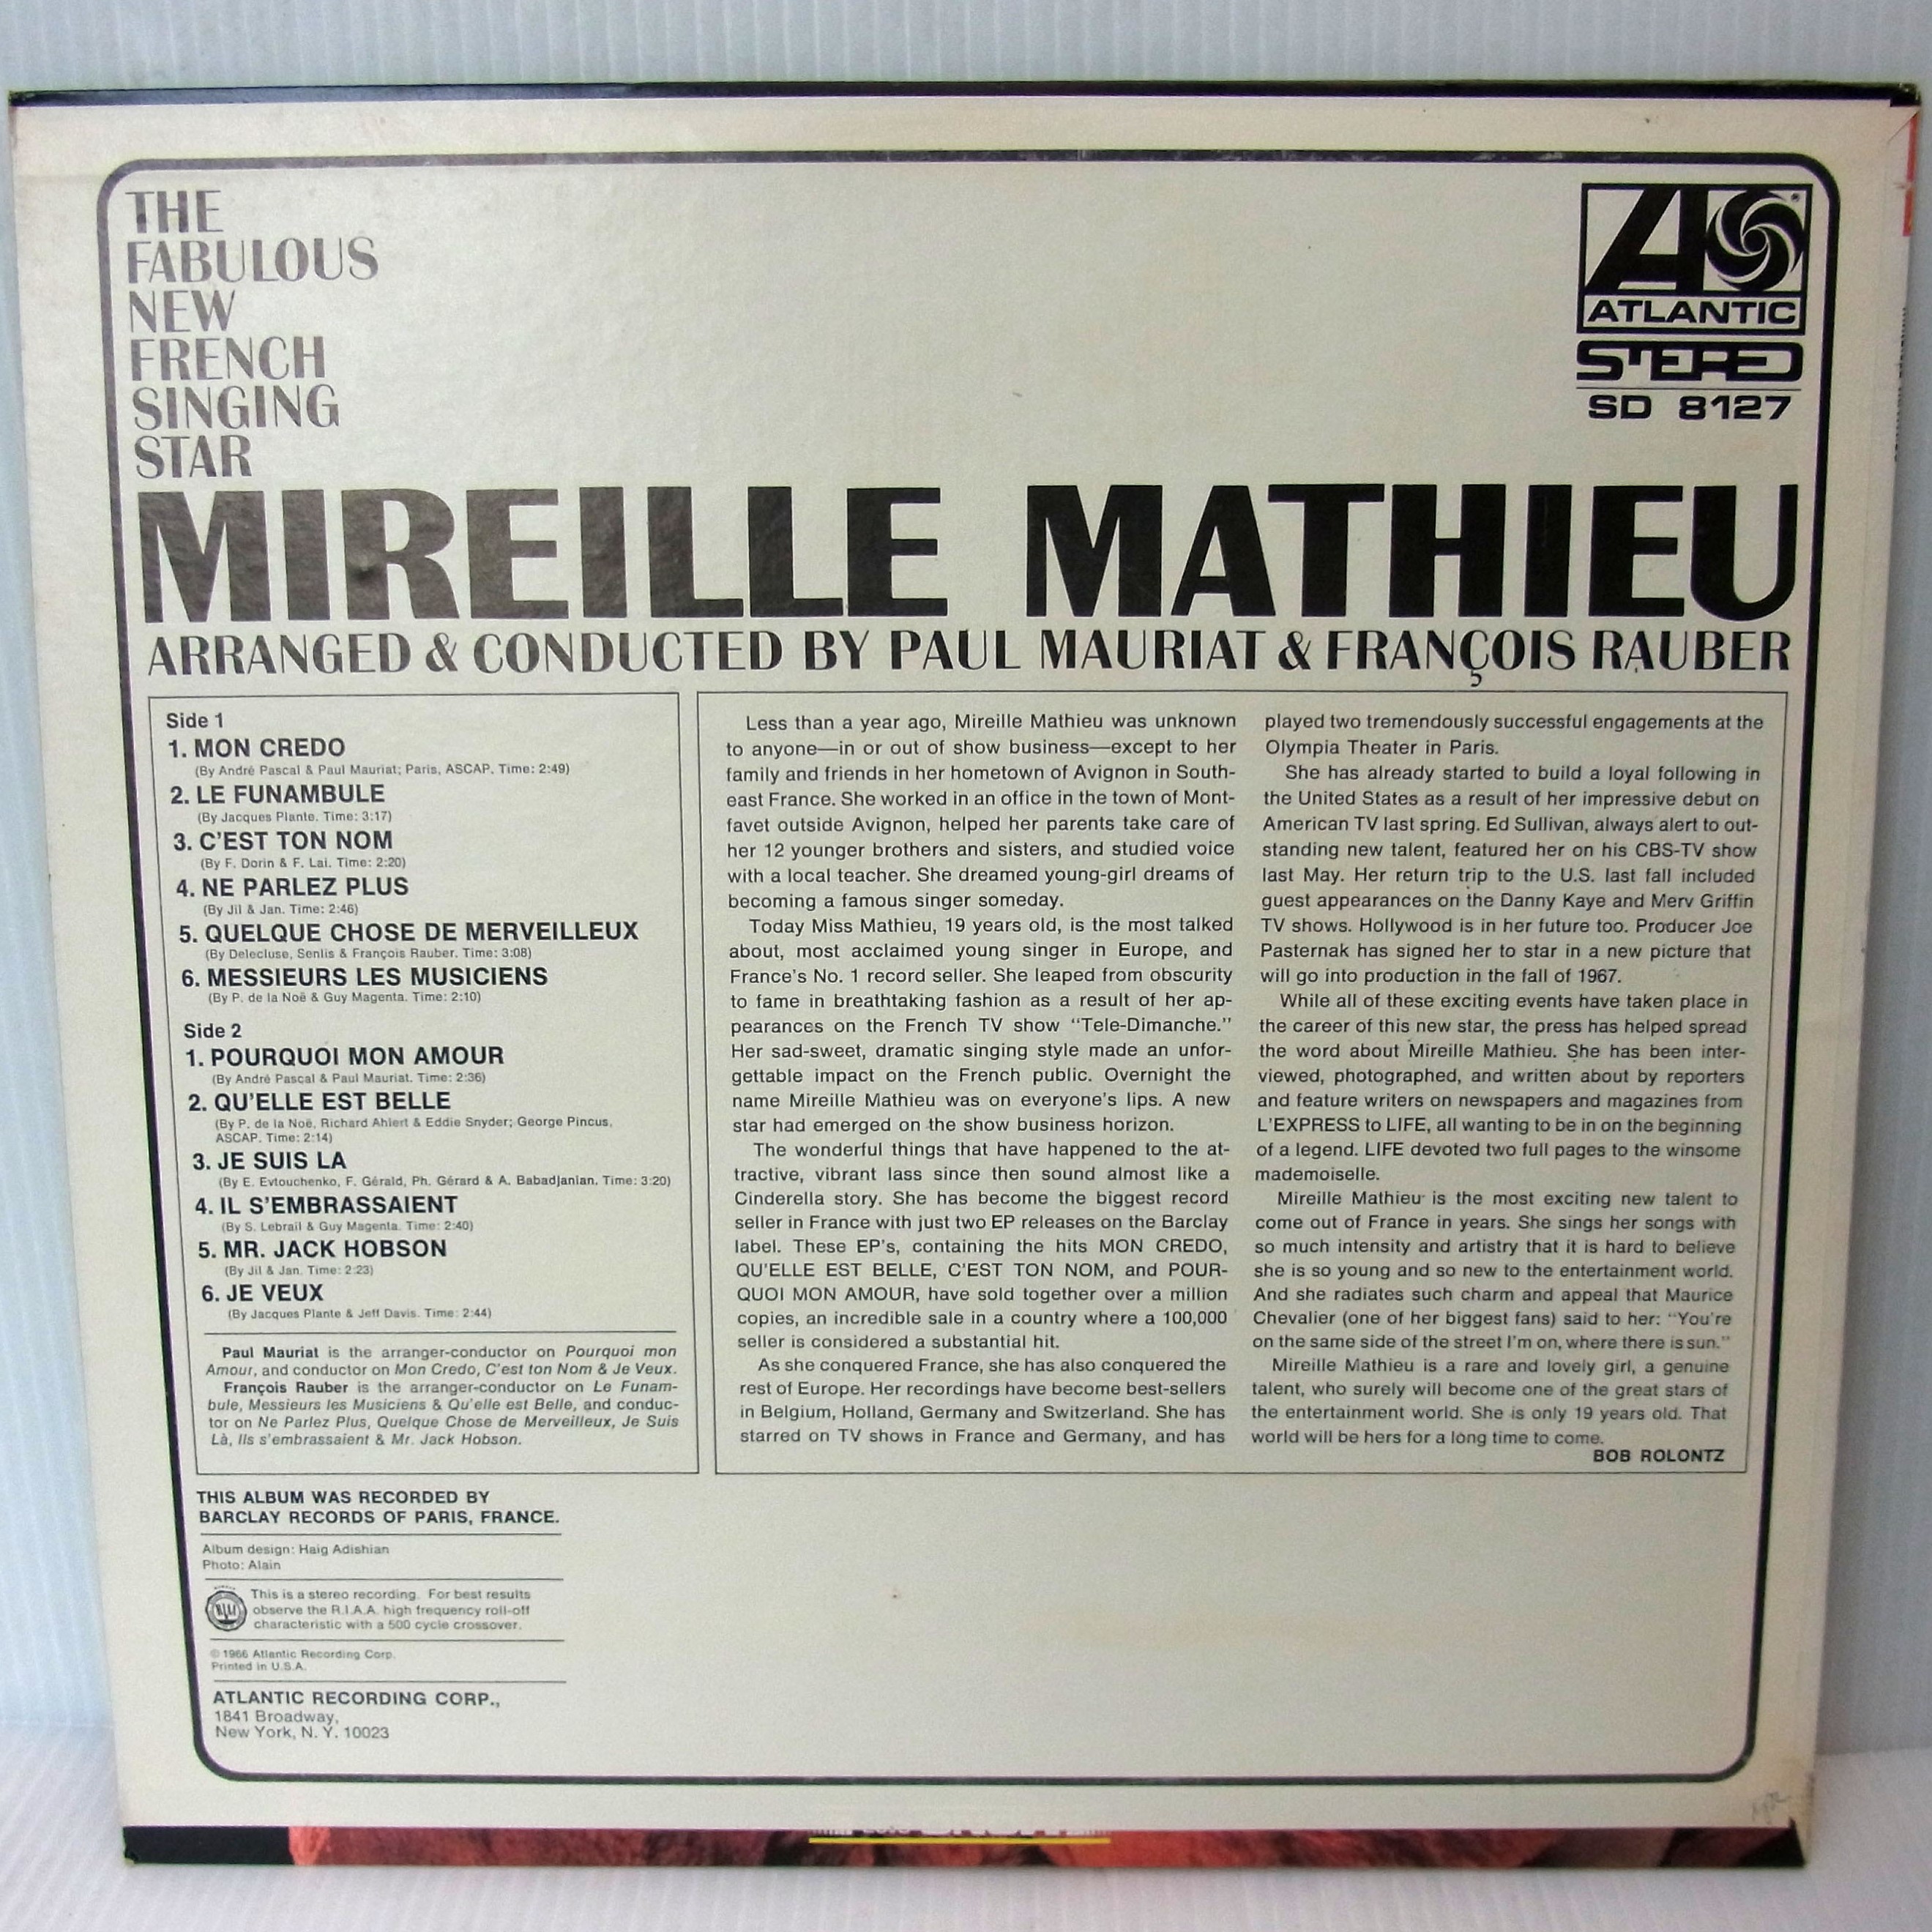 THE
FABULOUS
NEW
FRENCH
SINGING
STAR
ATLANTIC
STEREO
SD 8127
MIREILLE MATHIEU
ARRANGED & CONDUCTED BY PAUL MAURIAT & FRANÇOIS RAUBER
Side 1
1. MON CREDO
(By André Pascal & Paul Mauriat; Paris, ASCAP. Time: 2:49)
2. LE FUNAMBULE
(By Jacques Plante. Time: 3:17)
3. C'EST TON NOM
(By F. Dorin & F. Lai. Time: 2:20)
4. NE PARLEZ PLUS
(By Jil & Jan. Time: 2:46)
5. QUELQUE CHOSE DE MERVEILLEUX
(By Delecluse, Senlis & François Rauber. Time: 3:08)
6. MESSIEURS LES MUSICIENS
(By P. de la Noë & Guy Magenta. Time: 2:10)
Side 2
1. POURQUOI MON AMOUR
(By André Pascal & Paul Mauriat. Time: 2:36)
2. QU'ELLE EST BELLE
(By P. de la Noë, Richard Ahlert & Eddie Snyder; George Pincus,
ASCAP. Time: 2:14)
3. JE SUIS LA
(By E. Evtouchenko, F. Gérald, Ph. Gérard & A. Babadjanian. Time: 3:20)
4. IL S'EMBRASSAIENT
(By S. Lebrail & Guy Magenta. Time: 2:40)
5. MR. JACK HOBSON
(By Jil & Jan. Time: 2:23)
6. JE VEUX
(By Jacques Plante & Jeff Davis. Time: 2:44)
Paul Mauriat is the arranger-conductor on Pourquoi mon
Amour, and conductor on Mon Credo, C'est ton Nom & Je Veux.
François Rauber is the arranger-conductor on Le Funam-
bule, Messieurs les Musiciens & Qu'elle est Belle, and conduc-
tor on Ne Parlez Plus, Quelque Chose de Merveilleux, Je Suis
Là, Ils s'embrassaient & Mr. Jack Hobson.
Less than a year ago, Mireille Mathieu was unknown
to anyone—in or out of show business—except to her
family and friends in her hometown of Avignon in South-
east France. She worked in an office in the town of Mont-
favet outside Avignon, helped her parents take care of
her 12 younger brothers and sisters, and studied voice
with a local teacher. She dreamed young-girl dreams of
becoming a famous singer someday.
Today Miss Mathieu, 19 years old, is the most talked
about, most acclaimed young singer in Europe, and
France's No. 1 record seller. She leaped from obscurity
to fame in breathtaking fashion as a result of her ap-
pearances on the French TV show "Tele-Dimanche."
Her sad-sweet, dramatic singing style made an unfor-
gettable impact on the French public. Overnight the
name Mireille Mathieu was on everyone's lips. A new
star had emerged on the show business horizon.
The wonderful things that have happened to the at-
tractive, vibrant lass since then sound almost like a
Cinderella story. She has become the biggest record
seller in France with just two EP releases on the Barclay
label. These EP's, containing the hits MON CREDO,
QU'ELLE EST BELLE, C'EST TON NOM, and POUR-
QUOI MON AMOUR, have sold together over a million
copies, an incredible sale in a country where a 100,000
seller is considered a substantial hit.
As she conquered France, she has also conquered the
rest of Europe. Her recordings have become best-sellers
in Belgium, Holland, Germany and Switzerland. She has
starred on TV shows in France and Germany, and has
played two tremendously successful engagements at the
Olympia Theater in Paris.
She has already started to build a loyal following in
the United States as a result of her impressive debut on
American TV last spring. Ed Sullivan, always alert to out-
standing new talent, featured her on his CBS-TV show
last May. Her return trip to the U.S. last fall included
guest appearances on the Danny Kaye and Merv Griffin
TV shows. Hollywood is in her future too. Producer Joe
Pasternak has signed her to star in a new picture that
will go into production in the fall of 1967.
While all of these exciting events have taken place in
the career of this new star, the press has helped spread
the word about Mireille Mathieu. She has been inter-
viewed, photographed, and written about by reporters
and feature writers on newspapers and magazines from
L'EXPRESS to LIFE, all wanting to be in on the beginning
of a legend. LIFE devoted two full pages to the winsome
mademoiselle.
Mireille Mathieu is the most exciting new talent to
come out of France in years. She sings her songs with
so much intensity and artistry that it is hard to believe
she is so young and so new to the entertainment world.
And she radiates such charm and appeal that Maurice
Chevalier (one of her biggest fans) said to her: "You're
on the same side of the street I'm on, where there is sun."
Mireille Mathieu is a rare and lovely girl, a genuine
talent, who surely will become one of the great stars of
the entertainment world. She is only 19 years old. That
world will be hers for a long time to come.
BOB ROLONTZ
THIS ALBUM WAS RECORDED BY
BARCLAY RECORDS OF PARIS, FRANCE.
Album design: Haig Adishian
Photo: Alain
This is a stereo recording. For best results
observe the R.I.A.A. high frequency roll-off
characteristic with a 500 cycle crossover.
© 1966 Atlantic Recording Corp.
Printed in U.S.A.
ATLANTIC RECORDING CORP.,
1841 Broadway,
New York, N. Y. 10023